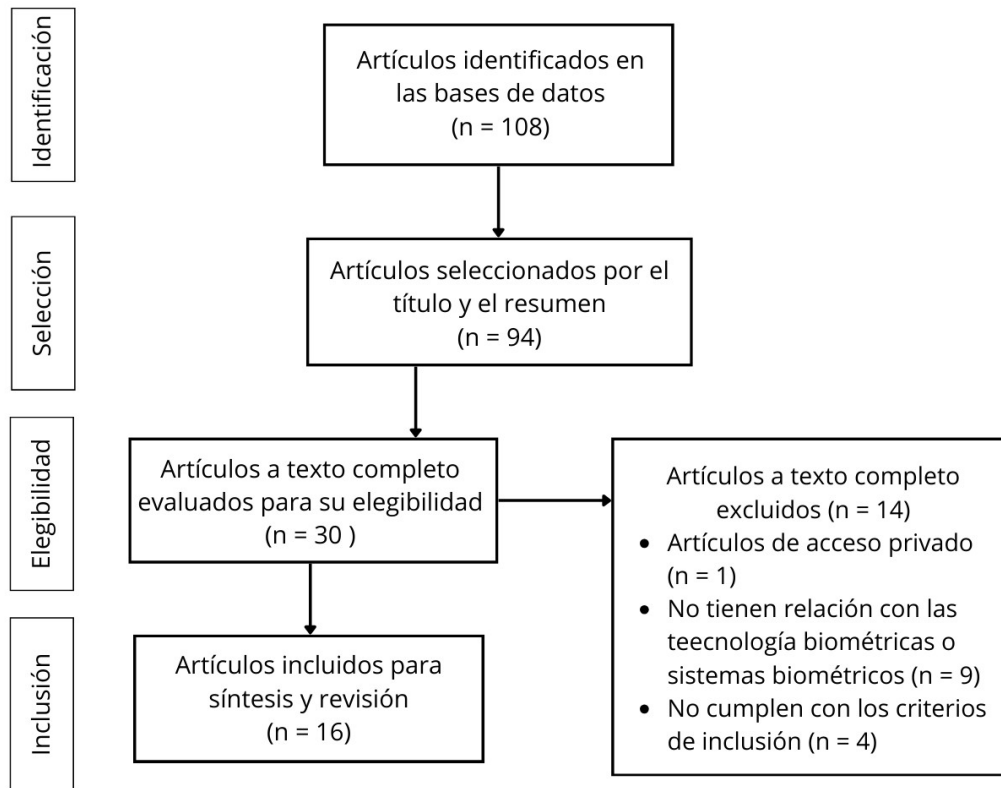 Identificación
Artículos identificados en
las bases de datos
(n = 108)
Selección
Artículos seleccionados por el
título y el resumen
(n = 94)
Elegibilidad
Artículos a texto completo
evaluados para su elegibilidad
(n = 30 )
Artículos a texto completo
excluidos (n = 14)
• Artículos de acceso privado
(n = 1)
• No tienen relación con las
teecnología biométricas o
sistemas biométricos (n = 9)
• No cumplen con los criterios
de inclusión (n = 4)
Inclusión
Artículos incluidos para
síntesis y revisión
(n = 16)